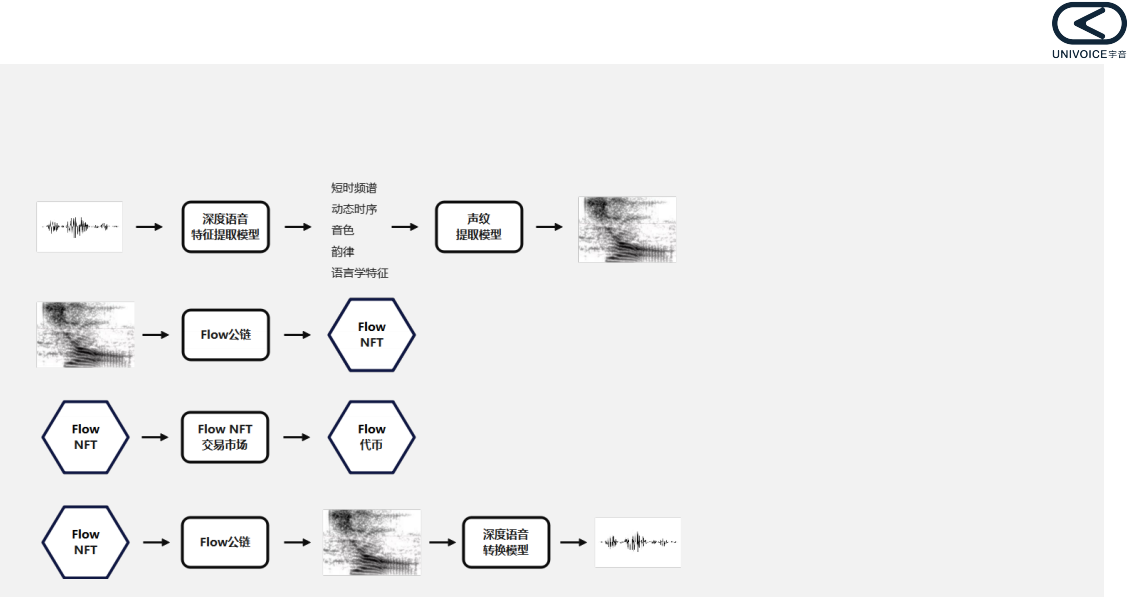 UNIVOICE宇音
深度语音
特征提取模型
短时频谱
动态时序
音色
韵律
语言学特征
声纹
提取模型
Flow公链
Flow
NFT
Flow
NFT
Flow NFT
交易市场
Flow
代币
Flow
NFT
Flow公链
深度语音
转换模型